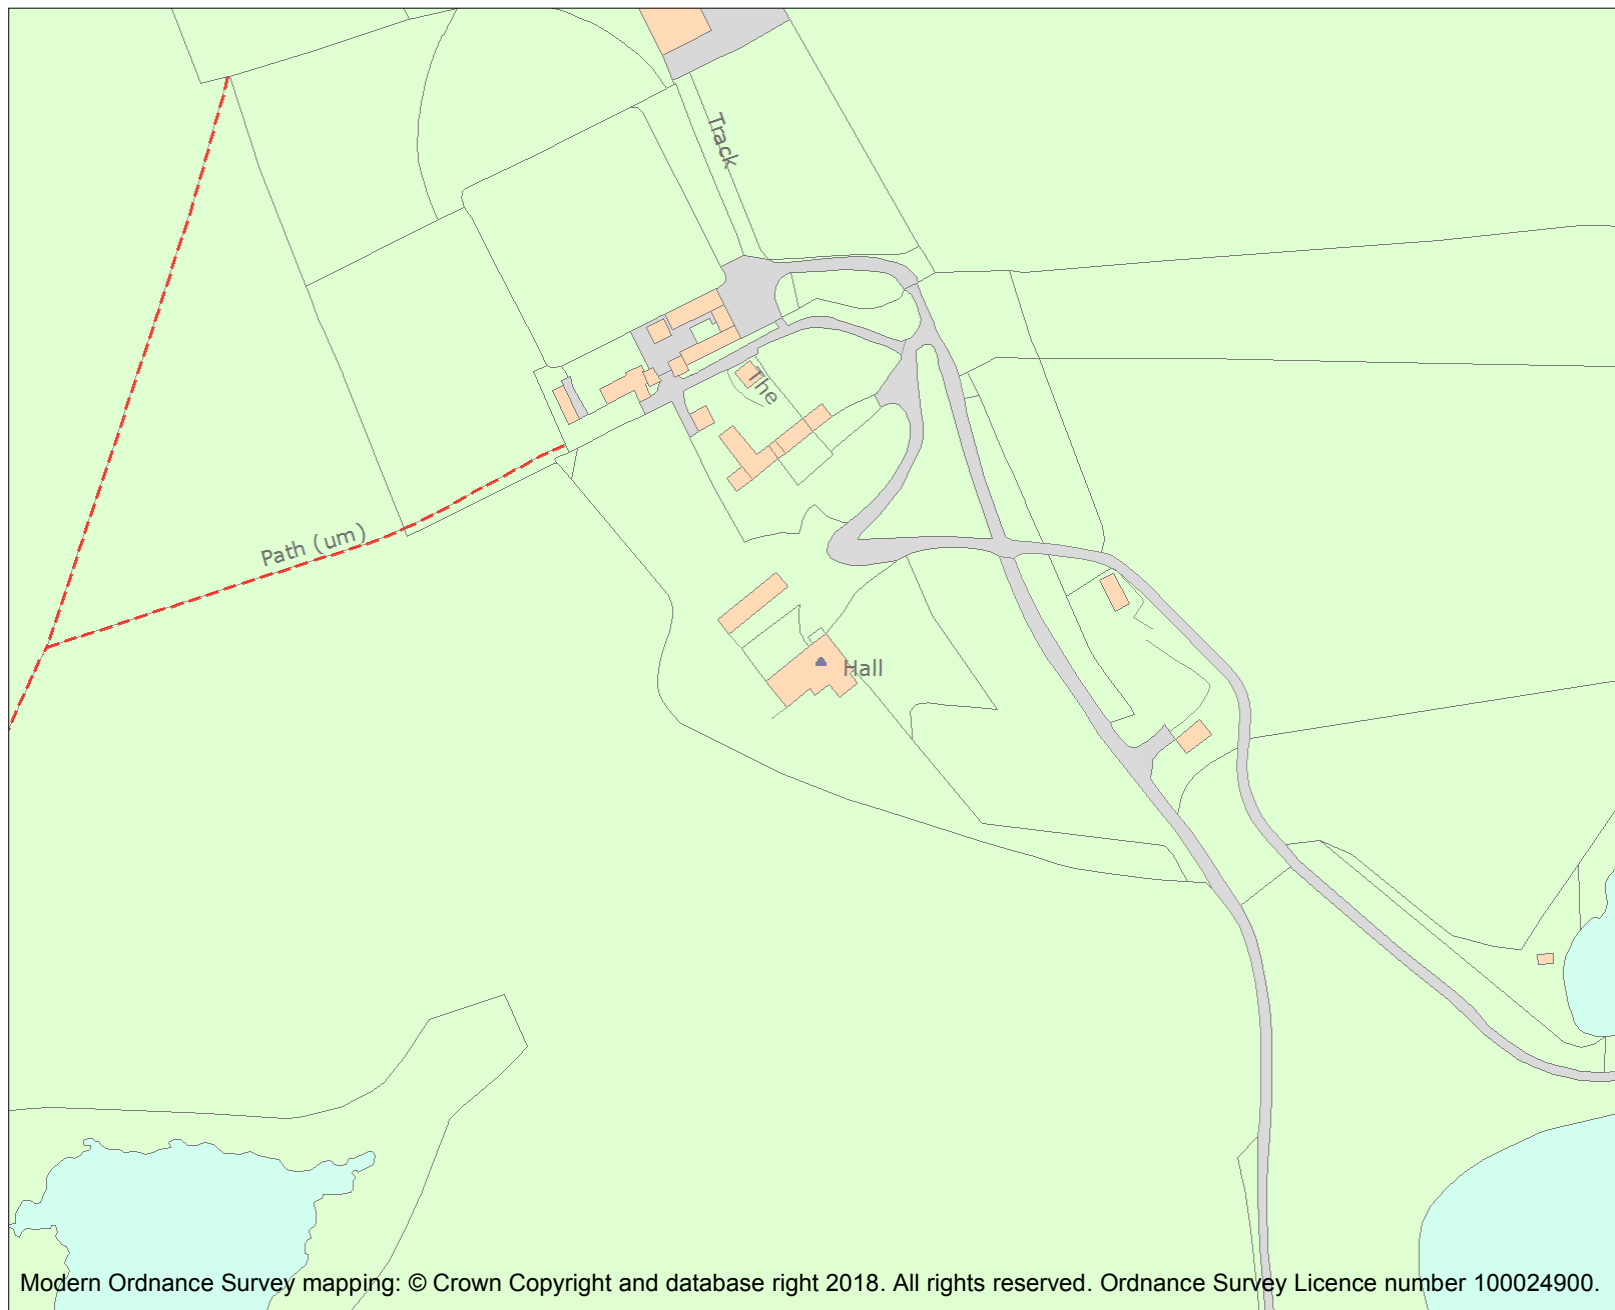 Track
The
Path (um)
Hall
Modern Ordnance Survey mapping: © Crown Copyright and database right 2018. All rights reserved. Ordnance Survey Licence number 100024900.